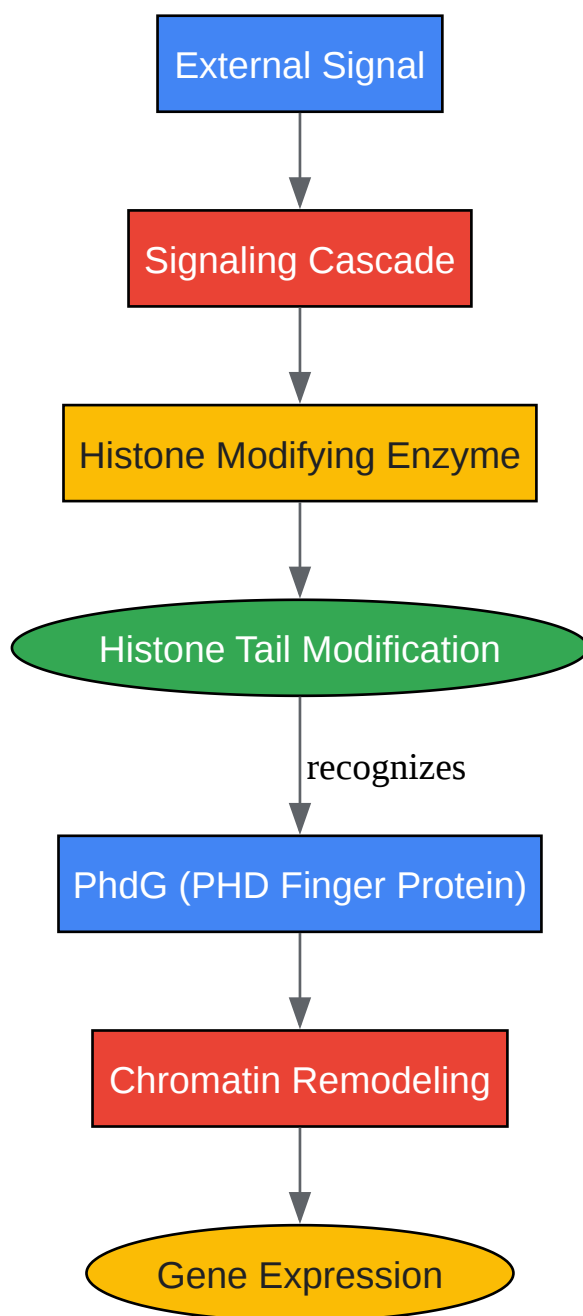 External Signal
Signaling Cascade
Histone Modifying Enzyme
Histone Tail Modification
recognizes
PhdG (PHD Finger Protein)
Chromatin Remodeling
Gene Expression